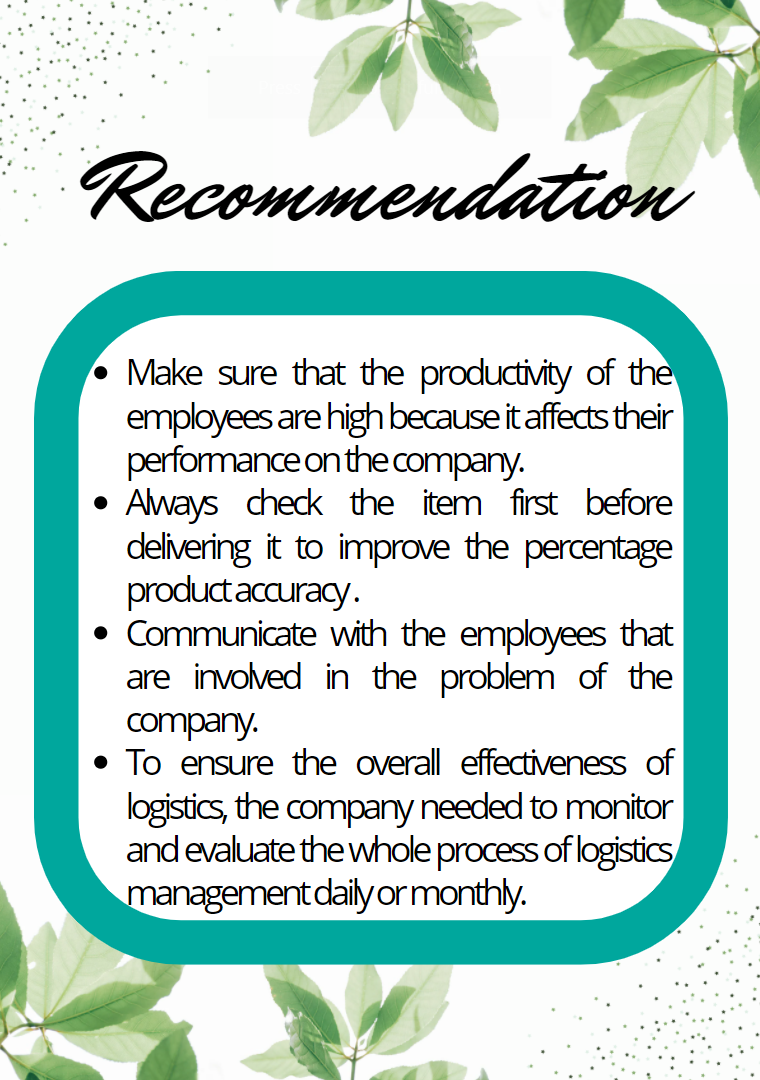 Recommendation
• Make sure that the productivity of the
employees are high because it affects their
performance on the company.
• Always check the item first before
delivering it to improve the percentage
product accuracy .
• Communicate with the employees that
are involved in the problem of the
company.
• To ensure the overall effectiveness of
logistics, the company needed to monitor
and evaluate the whole process of logistics
management daily or monthly.